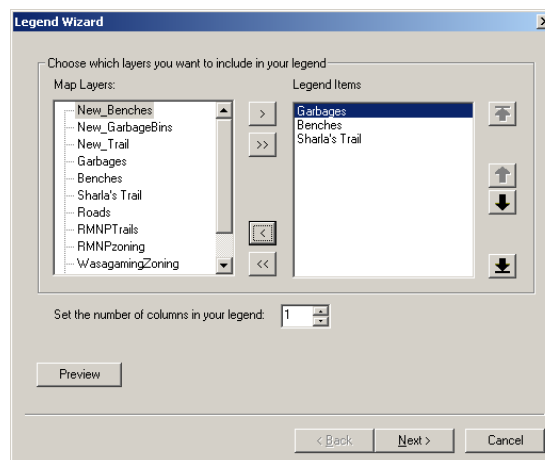 Legend Wizard
Choose which layers you want to include in your legend
Map Layers:
New_Benches
New_GarbageBins
New_Trail
Garbages
Benches
Sharla's Trail
Roads
RMNPTrails
RMNPzoning
WasagamingZoning
>
>>
<
<<
Legend Items
Garbages
Benches
Sharla's Trail
Set the number of columns in your legend: 1
Preview
< Back Next > Cancel